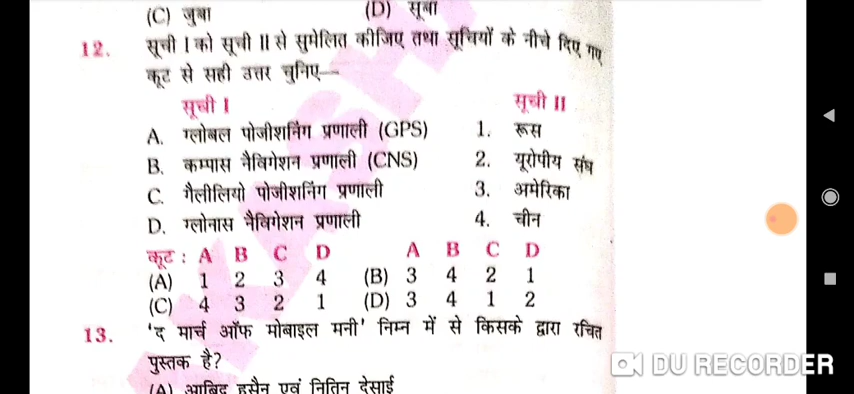 (C) जुबा (D) सूबा
12. सूची I को सूची II से सुमेलित कीजिए तथा सूचियों के नीचे दिए गए
कूट से सही उत्तर चुनिए—
सूची I सूची II
A. ग्लोबल पोजीशनिंग प्रणाली (GPS) 1. रूस
B. कम्पास नैविगेशन प्रणाली (CNS) 2. यूरोपीय संघ
C. गैलीलियो पोजीशनिंग प्रणाली 3. अमेरिका
D. ग्लोनास नैविगेशन प्रणाली 4. चीन
कूट : A B C D A B C D
(A) 1 2 3 4 (B) 3 4 2 1
(C) 4 3 2 1 (D) 3 4 1 2
13. 'द मार्च ऑफ मोबाइल मनी' निम्न में से किसके द्वारा रचित
पुस्तक है?
DU RECORDER
(A) आबिद हुसैन एवं नितिन देसाई